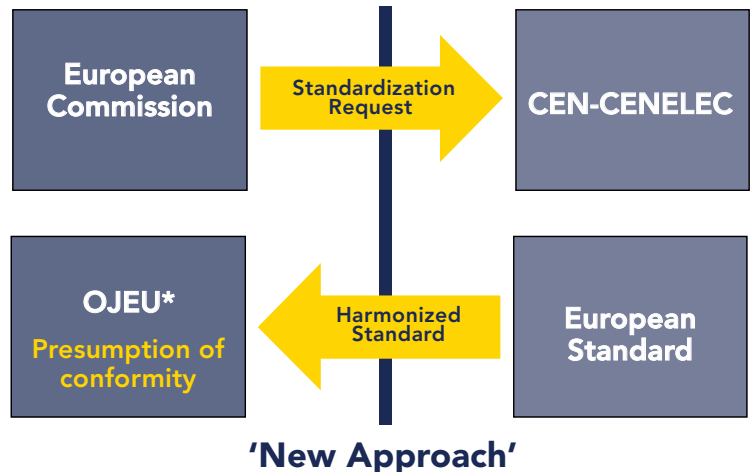 European
Commission
Standardization
Request
CEN-CENELEC
OJEU*
Presumption of
conformity
Harmonized
Standard
European
Standard
'New Approach'